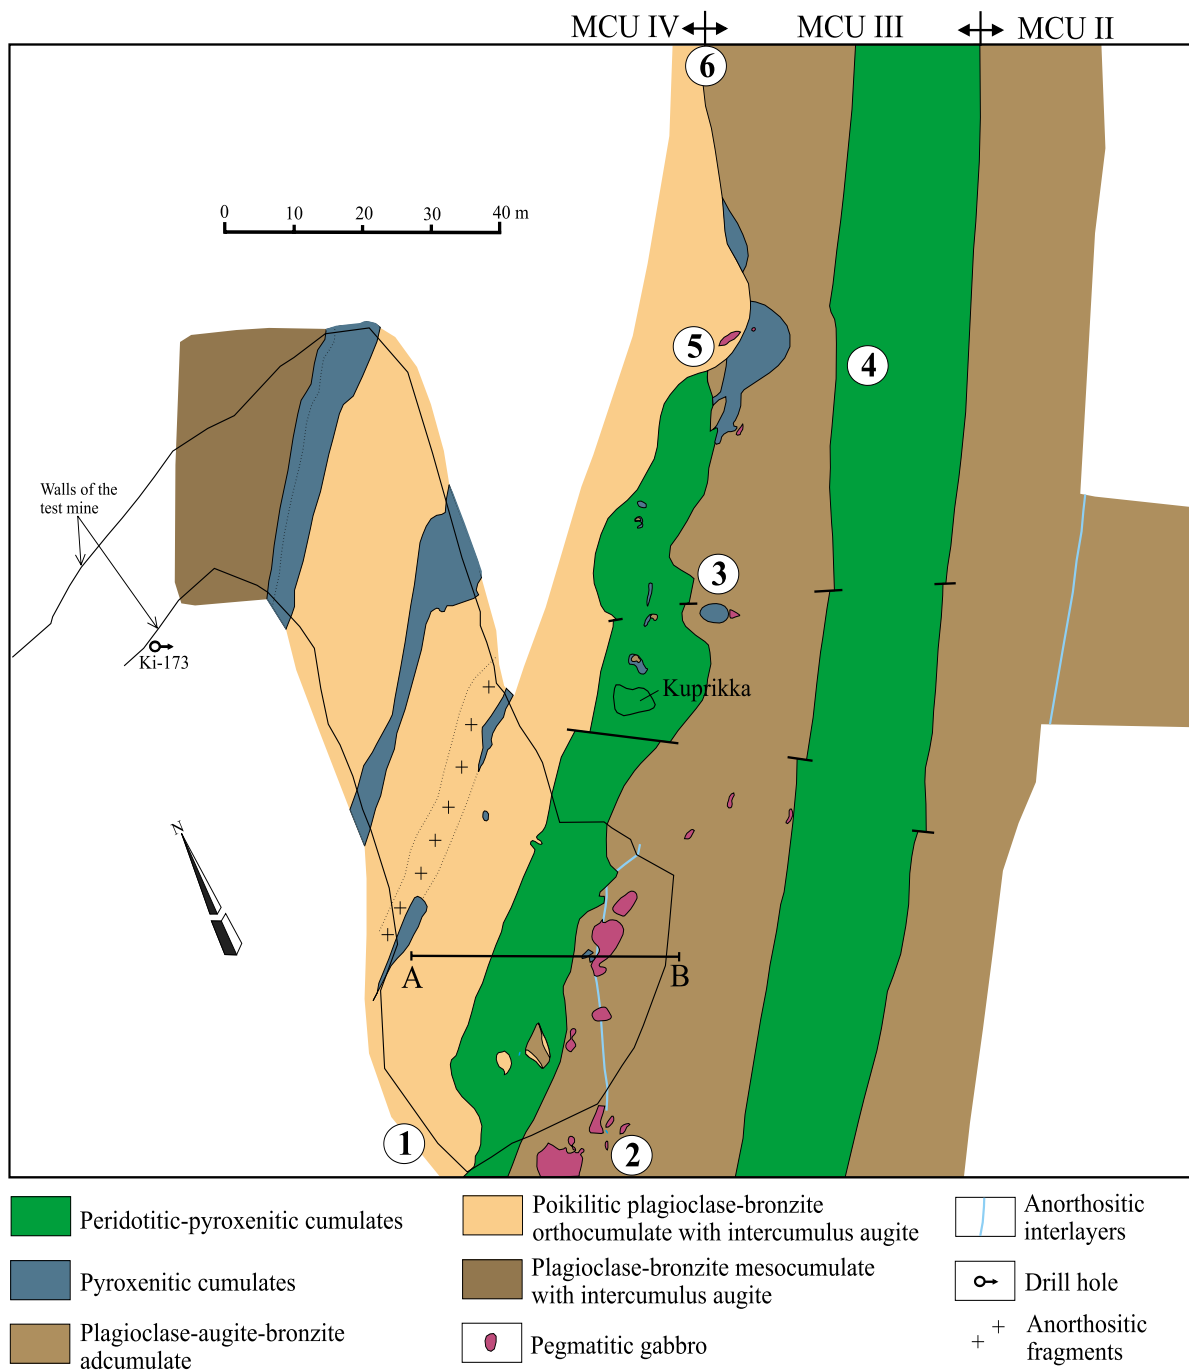 MCU IV
MCU III
MCU II
6
0 10 20 30 40 m
5
4
Walls of the
test mine
3
Ki-173
Kuprikka
N
A
B
1
2
Peridotitic-pyroxenitic cumulates
Pyroxenitic cumulates
Plagioclase-augite-bronzite
adcumulate
Poikilitic plagioclase-bronzite
orthocumulate with intercumulus augite
Plagioclase-bronzite mesocumulate
with intercumulus augite
Pegmatitic gabbro
Anorthositic
interlayers
Drill hole
Anorthositic
fragments